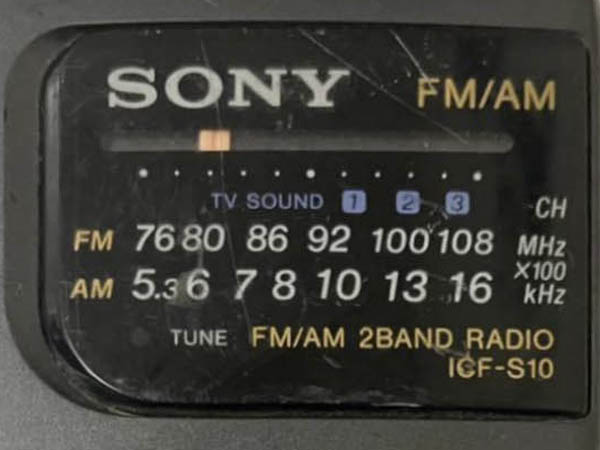 SONY FM/AM
TV SOUND 1 2 3 CH
FM 76 80 86 92 100 108 MHz
AM 5.3 6 7 8 10 13 16 ×100 kHz
TUNE FM/AM 2BAND RADIO
ICF-S10